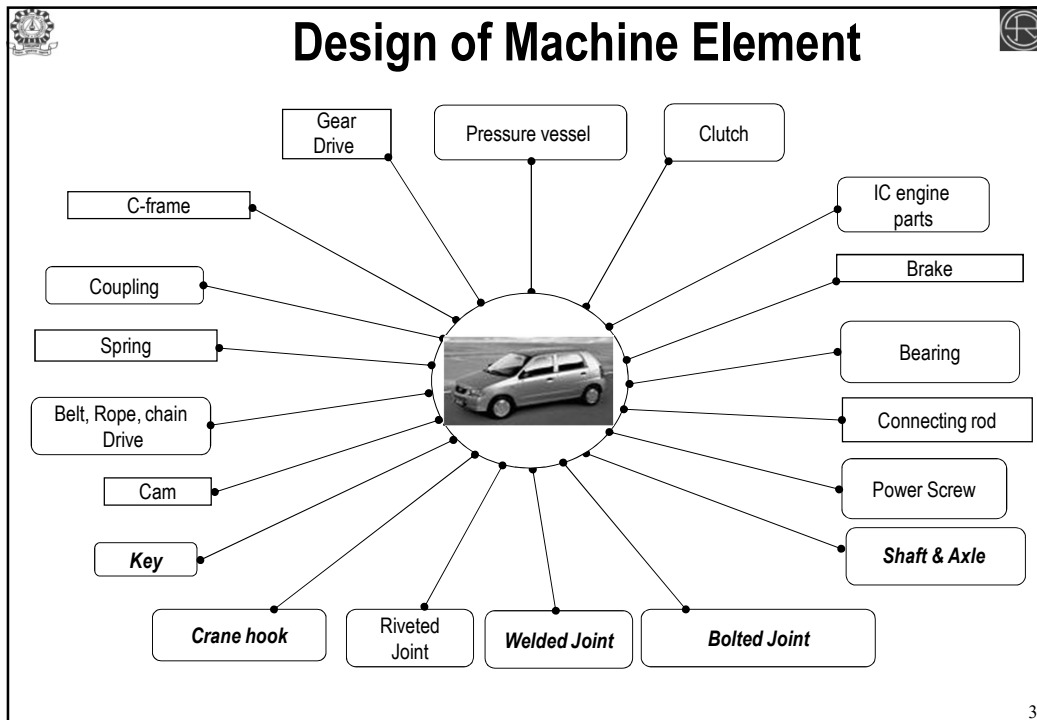 Design of Machine Element
Gear
Drive
Pressure vessel
Clutch
C-frame
IC engine
parts
Coupling
Brake
Spring
Bearing
Belt, Rope, chain
Drive
Connecting rod
Cam
Power Screw
Key
Shaft & Axle
Crane hook
Riveted
Joint
Welded Joint
Bolted Joint
3